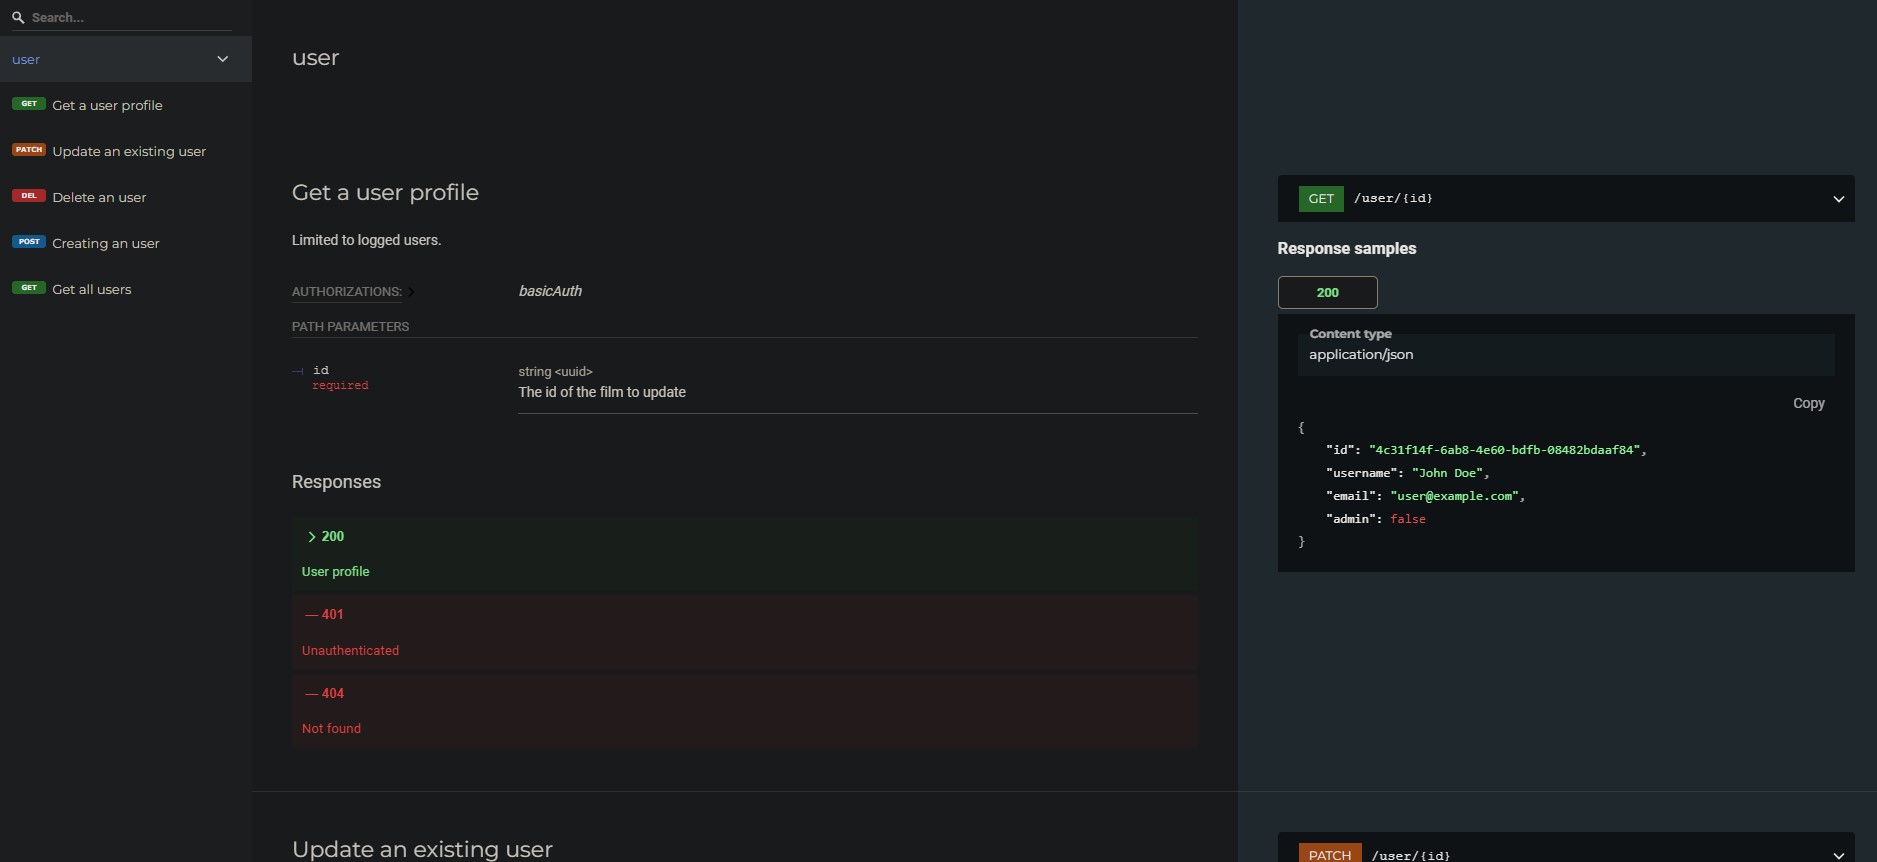 Search...
user
GET Get a user profile
PATCH Update an existing user
DEL Delete an user
POST Creating an user
GET Get all users
user
Get a user profile
Limited to logged users.
AUTHORIZATIONS: basicAuth
PATH PARAMETERS
id string <uuid>
required The id of the film to update
Responses
200
User profile
— 401
Unauthenticated
— 404
Not found
Update an existing user
GET /user/{id}
Response samples
200
Content type
application/json
Copy
{
"id": "4c31f14f-6ab8-4e60-bdfb-08482bdaaf84",
"username": "John Doe",
"email": "user@example.com",
"admin": false
}
PATCH /user/{id}